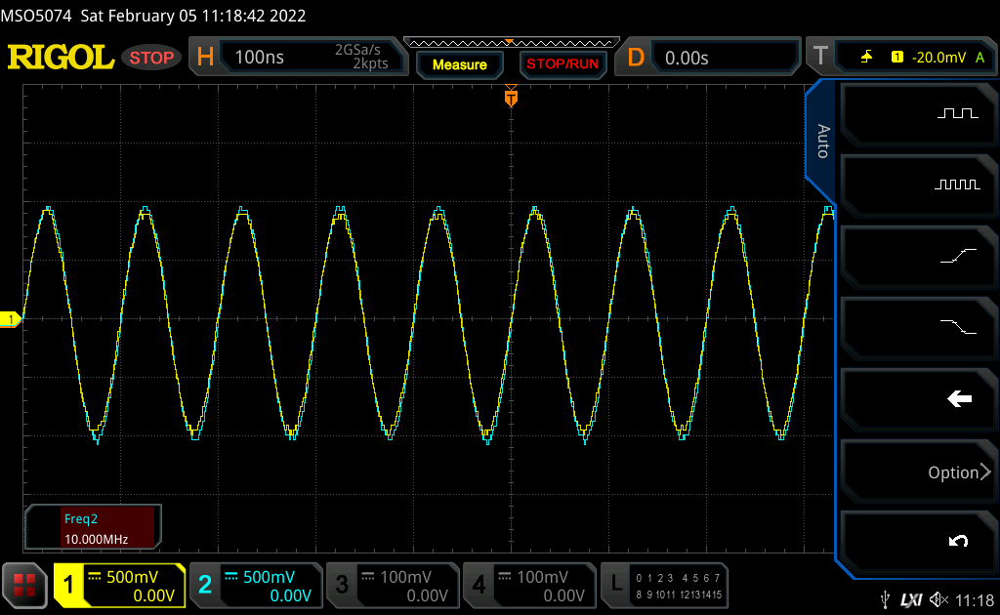 MSO5074 Sat February 05 11:18:42 2022
RIGOL STOP H 100ns 2GSa/s 2kpts Measure STOP/RUN D 0.00s T 1 -20.0mV A
T
Auto
1
Option
Freq2
10.000MHz
1 500mV 0.00V 2 500mV 0.00V 3 100mV 0.00V 4 100mV 0.00V L 0 1 2 3 4 5 6 7
8 9 10 11 12 13 14 15
LXI 11:18